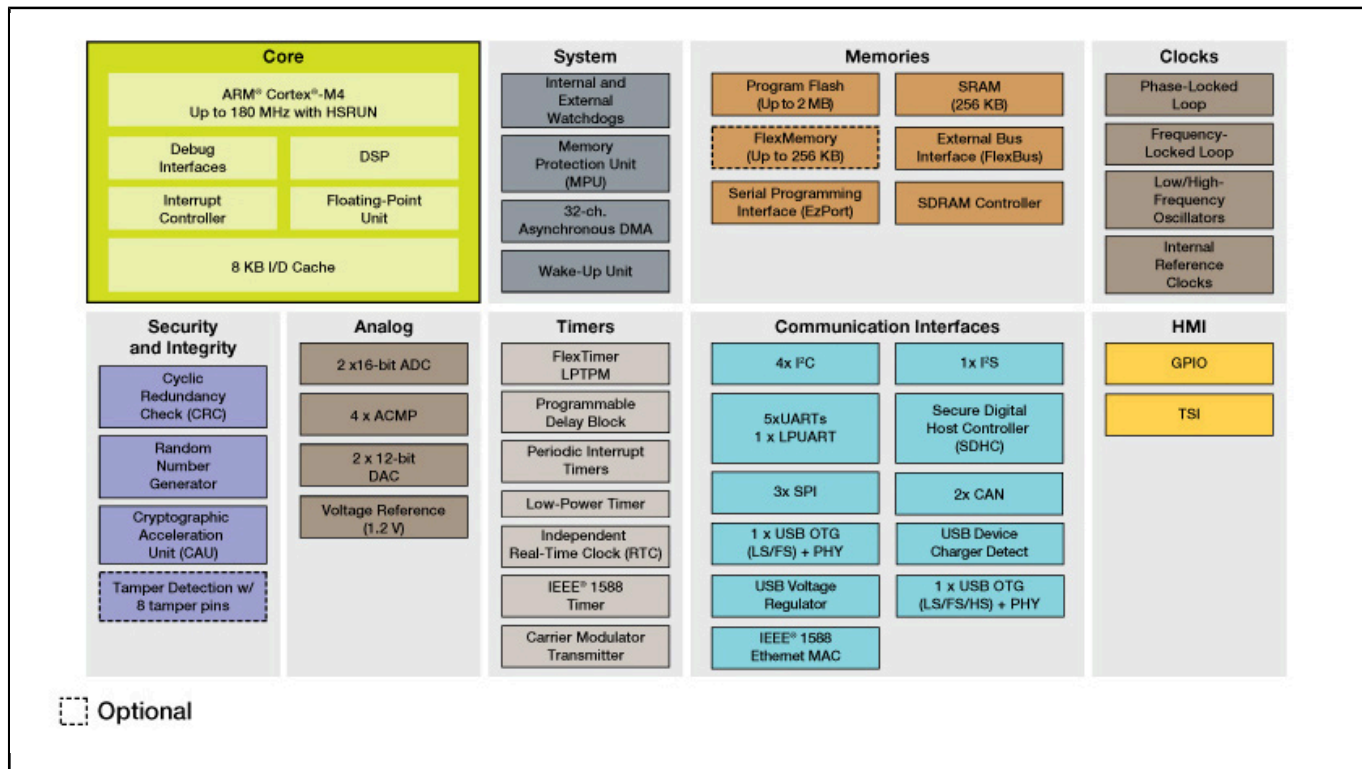 Core
ARM® Cortex®-M4
Up to 180 MHz with HSRUN
Debug
Interfaces
DSP
Interrupt
Controller
Floating-Point
Unit
8 KB I/D Cache
System
Internal and
External
Watchdogs
Memory
Protection Unit
(MPU)
32-ch.
Asynchronous DMA
Wake-Up Unit
Memories
Program Flash
(Up to 2 MB)
SRAM
(256 KB)
FlexMemory
(Up to 256 KB)
External Bus
Interface (FlexBus)
Serial Programming
Interface (EzPort)
SDRAM Controller
Clocks
Phase-Locked
Loop
Frequency-
Locked Loop
Low/High-
Frequency
Oscillators
Internal
Reference
Clocks
Security
and Integrity
Cyclic
Redundancy
Check (CRC)
Random
Number
Generator
Cryptographic
Acceleration
Unit (CAU)
Tamper Detection w/
8 tamper pins
Analog
2 x16-bit ADC
4 x ACMP
2 x 12-bit
DAC
Voltage Reference
(1.2 V)
Timers
FlexTimer
LPTPM
Programmable
Delay Block
Periodic Interrupt
Timers
Low-Power Timer
Independent
Real-Time Clock (RTC)
IEEE® 1588
Timer
Carrier Modulator
Transmitter
Communication Interfaces
4x I²C
1x I²S
5xUARTs
1 x LPUART
Secure Digital
Host Controller
(SDHC)
3x SPI
2x CAN
1 x USB OTG
(LS/FS) + PHY
USB Device
Charger Detect
USB Voltage
Regulator
1 x USB OTG
(LS/FS/HS) + PHY
IEEE® 1588
Ethernet MAC
HMI
GPIO
TSI
Optional